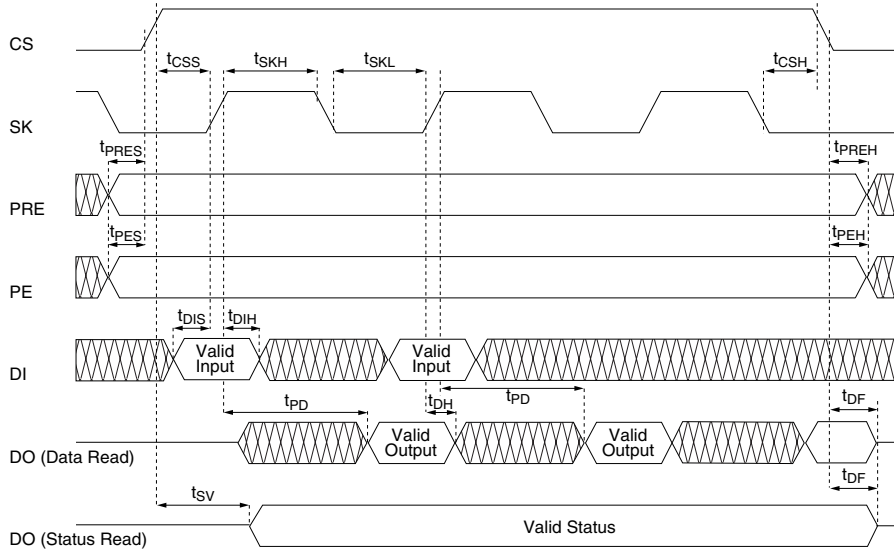 CS
tCSS
tSKH
tSKL
tCSH
SK
tPRES
tPREH
PRE
tPES
tPEH
PE
tDIS
tDIH
Valid
Input
Valid
Input
DI
tPD
tDH
tPD
tDF
Valid
Output
Valid
Output
DO (Data Read)
tDF
tSV
Valid Status
DO (Status Read)